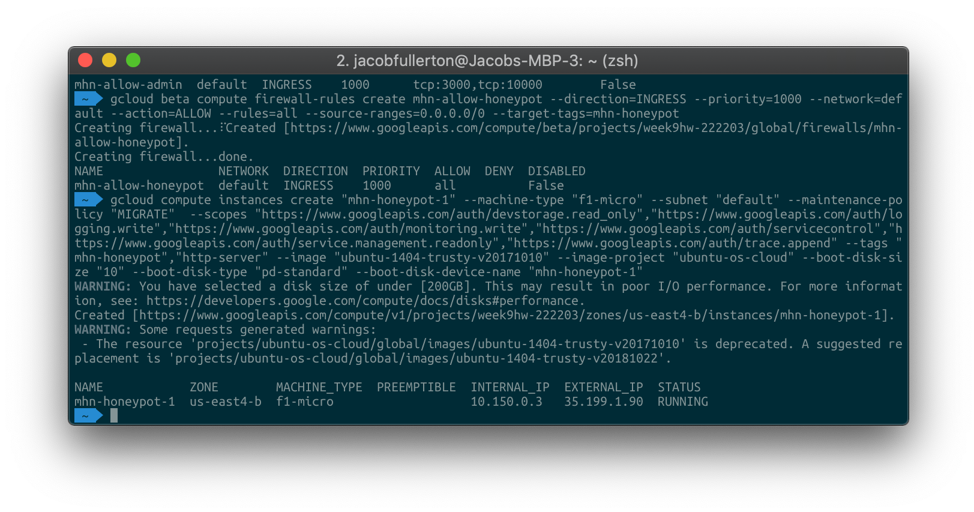 2. jacobfullerton@Jacobs-MBP-3: ~ (zsh)
mhn-allow-admin  default  INGRESS    1000      tcp:3000,tcp:10000        False
~  gcloud beta compute firewall-rules create mhn-allow-honeypot --direction=INGRESS --priority=1000 --network=def
ault --action=ALLOW --rules=all --source-ranges=0.0.0.0/0 --target-tags=mhn-honeypot
Creating firewall...⠏Created [https://www.googleapis.com/compute/beta/projects/week9hw-222203/global/firewalls/mhn-
allow-honeypot].
Creating firewall...done.
NAME                NETWORK  DIRECTION  PRIORITY  ALLOW  DENY  DISABLED
mhn-allow-honeypot  default  INGRESS    1000      all          False
~  gcloud compute instances create "mhn-honeypot-1" --machine-type "f1-micro" --subnet "default" --maintenance-po
licy "MIGRATE"  --scopes "https://www.googleapis.com/auth/devstorage.read_only","https://www.googleapis.com/auth/lo
gging.write","https://www.googleapis.com/auth/monitoring.write","https://www.googleapis.com/auth/servicecontrol","h
ttps://www.googleapis.com/auth/service.management.readonly","https://www.googleapis.com/auth/trace.append" --tags "
mhn-honeypot","http-server" --image "ubuntu-1404-trusty-v20171010" --image-project "ubuntu-os-cloud" --boot-disk-si
ze "10" --boot-disk-type "pd-standard" --boot-disk-device-name "mhn-honeypot-1"
WARNING: You have selected a disk size of under [200GB]. This may result in poor I/O performance. For more informat
ion, see: https://developers.google.com/compute/docs/disks#performance.
Created [https://www.googleapis.com/compute/v1/projects/week9hw-222203/zones/us-east4-b/instances/mhn-honeypot-1].
WARNING: Some requests generated warnings:
 - The resource 'projects/ubuntu-os-cloud/global/images/ubuntu-1404-trusty-v20171010' is deprecated. A suggested re
placement is 'projects/ubuntu-os-cloud/global/images/ubuntu-1404-trusty-v20181022'.
NAME            ZONE        MACHINE_TYPE  PREEMPTIBLE  INTERNAL_IP  EXTERNAL_IP  STATUS
mhn-honeypot-1  us-east4-b  f1-micro                   10.150.0.3   35.199.1.90  RUNNING
~